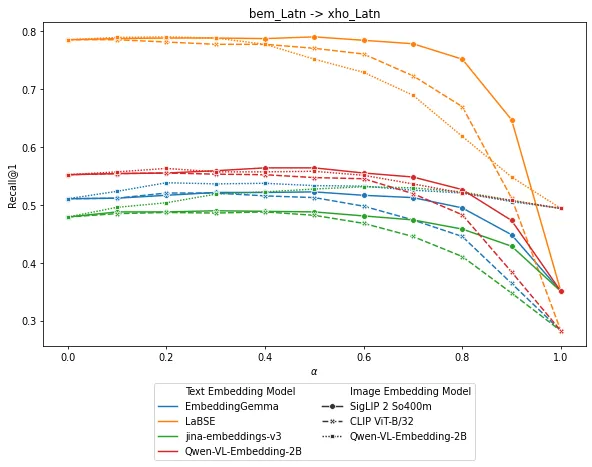 bem_Latn -> xho_Latn
Recall@1
0.8
0.7
0.6
0.5
0.4
0.3
0.0
0.2
0.4
0.6
0.8
1.0
α
Text Embedding Model
EmbeddingGemma
LaBSE
jina-embeddings-v3
Qwen-VL-Embedding-2B
Image Embedding Model
SigLIP 2 So400m
CLIP ViT-B/32
Qwen-VL-Embedding-2B